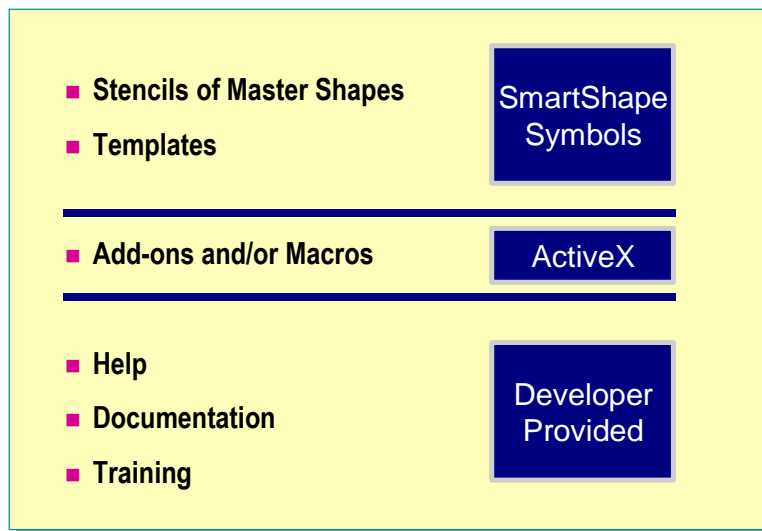 Stencils of Master Shapes
Templates
SmartShape
Symbols
Add-ons and/or Macros
ActiveX
Help
Documentation
Training
Developer
Provided